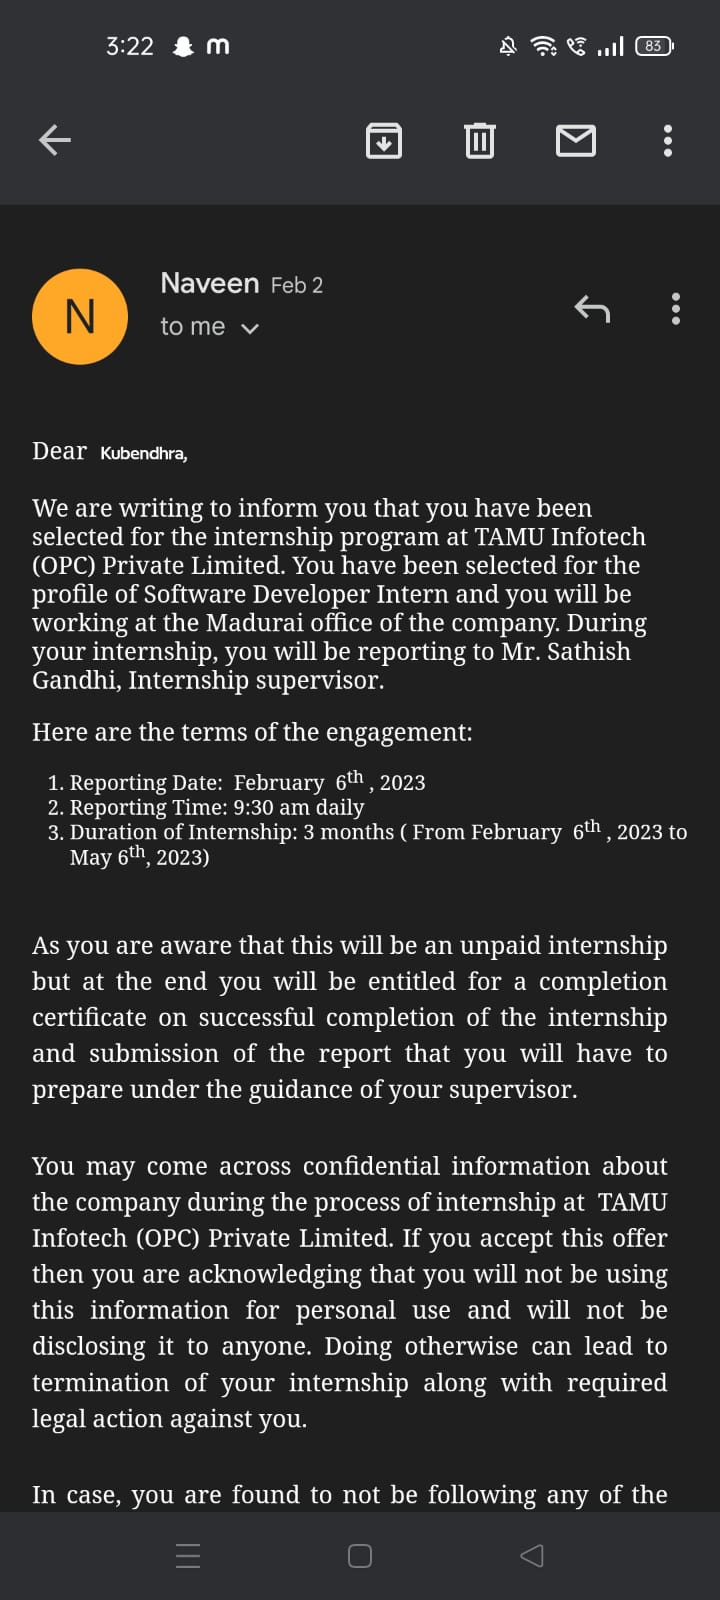 3:22 m 83
Naveen Feb 2
to me
N
Dear Kubendhra,
We are writing to inform you that you have been
selected for the internship program at TAMU Infotech
(OPC) Private Limited. You have been selected for the
profile of Software Developer Intern and you will be
working at the Madurai office of the company. During
your internship, you will be reporting to Mr. Sathish
Gandhi, Internship supervisor.
Here are the terms of the engagement:
1. Reporting Date: February 6th , 2023
2. Reporting Time: 9:30 am daily
3. Duration of Internship: 3 months ( From February 6th , 2023 to
May 6th, 2023)
As you are aware that this will be an unpaid internship
but at the end you will be entitled for a completion
certificate on successful completion of the internship
and submission of the report that you will have to
prepare under the guidance of your supervisor.
You may come across confidential information about
the company during the process of internship at TAMU
Infotech (OPC) Private Limited. If you accept this offer
then you are acknowledging that you will not be using
this information for personal use and will not be
disclosing it to anyone. Doing otherwise can lead to
termination of your internship along with required
legal action against you.
In case, you are found to not be following any of the